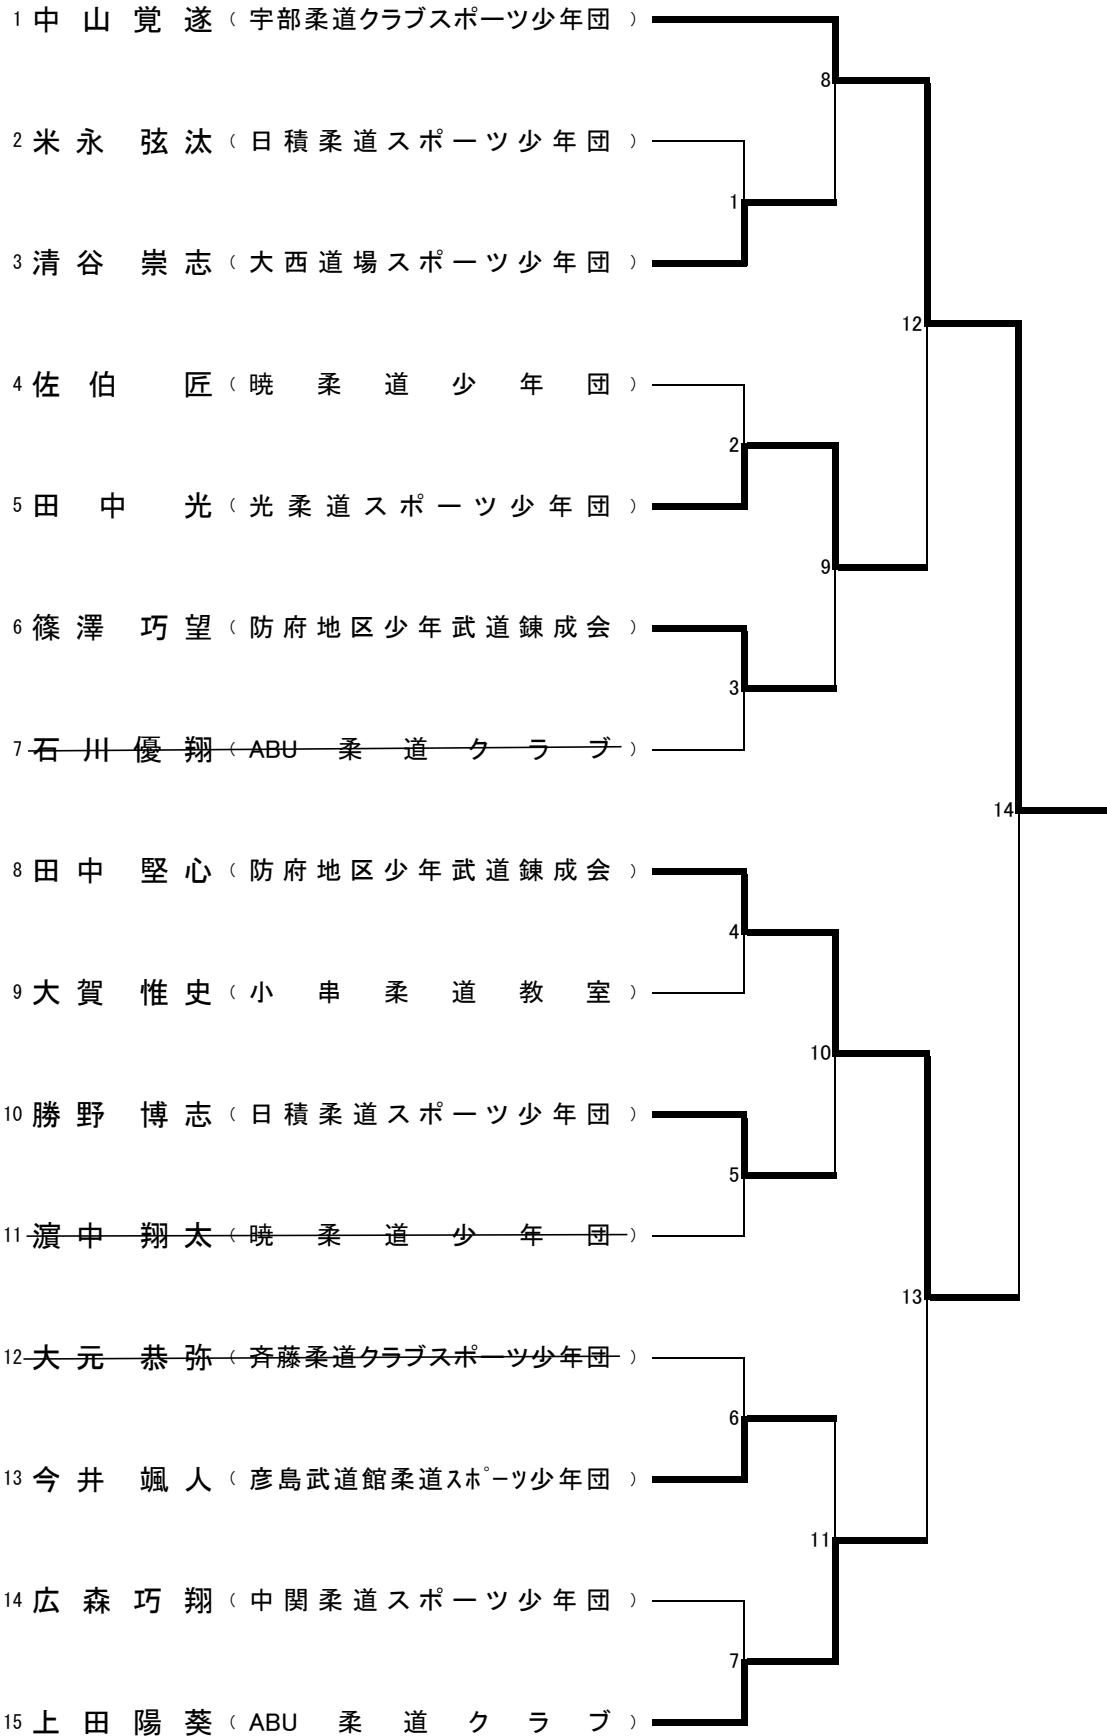 1 中山覚遂（宇部柔道クラブスポーツ少年団）
8
2 米永弦汰（日積柔道スポーツ少年団）
1
3 清谷崇志（大西道場スポーツ少年団）
12
4 佐伯匠（暁柔道少年団）
2
5 田中光（光柔道スポーツ少年団）
9
6 篠澤巧望（防府地区少年武道錬成会）
3
7 石川優翔（ABU柔道クラブ）
14
8 田中堅心（防府地区少年武道錬成会）
4
9 大賀惟史（小串柔道教室）
10
10 勝野博志（日積柔道スポーツ少年団）
5
11 濵中翔太（暁柔道少年団）
13
12 大元恭弥（斉藤柔道クラブスポーツ少年団）
6
13 今井颯人（彦島武道館柔道ｽﾎﾟｰﾂ少年団）
11
14 広森巧翔（中関柔道スポーツ少年団）
7
15 上田陽葵（ABU柔道クラブ）